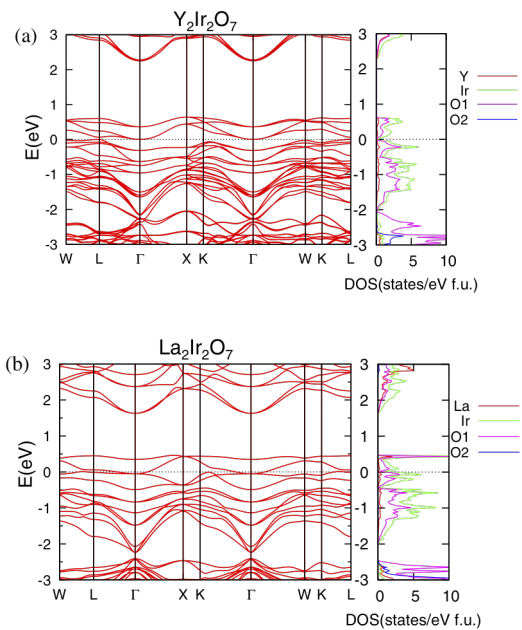 (a)
Y₂Ir₂O₇
E(eV)
3
2
1
0
-1
-2
-3
W L Γ X K Γ W K L
0 5 10
DOS(states/eV f.u.)
Y
Ir
O1
O2
(b)
La₂Ir₂O₇
E(eV)
3
2
1
0
-1
-2
-3
W L Γ X K Γ W K L
0 5 10
DOS(states/eV f.u.)
La
Ir
O1
O2